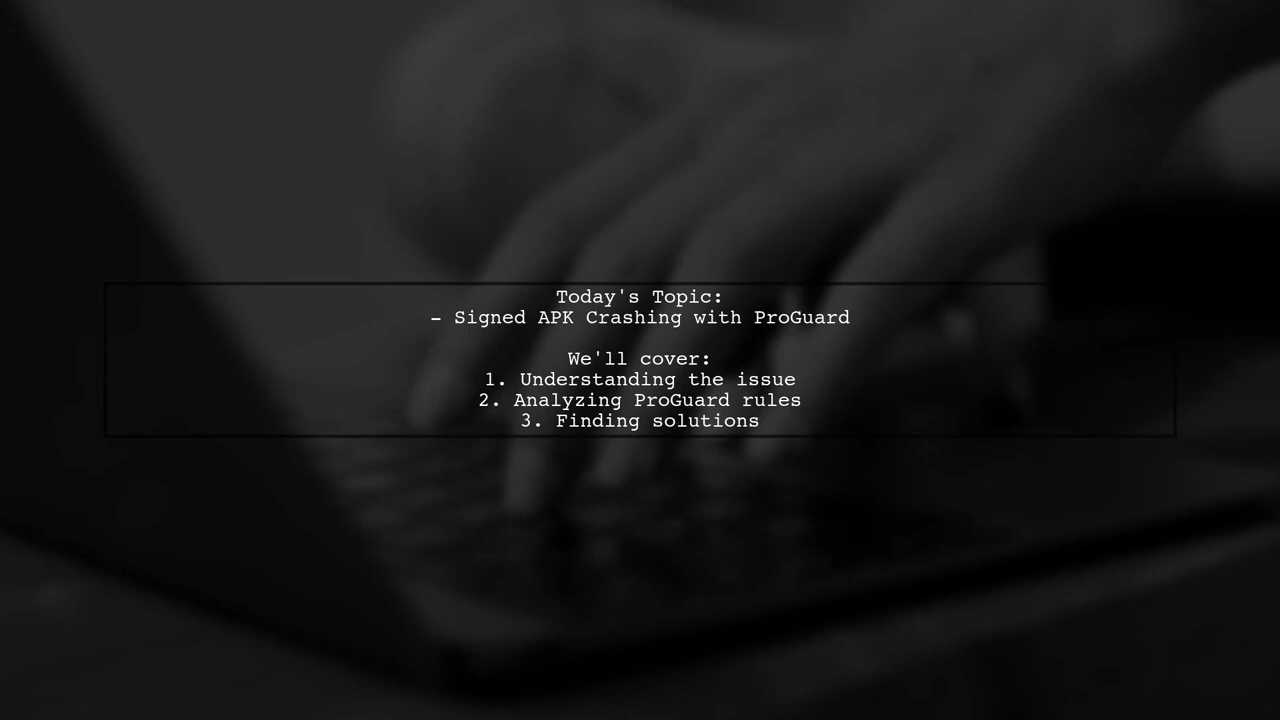 Today's Topic:
- Signed APK Crashing with ProGuard
We'll cover:
1. Understanding the issue
2. Analyzing ProGuard rules
3. Finding solutions